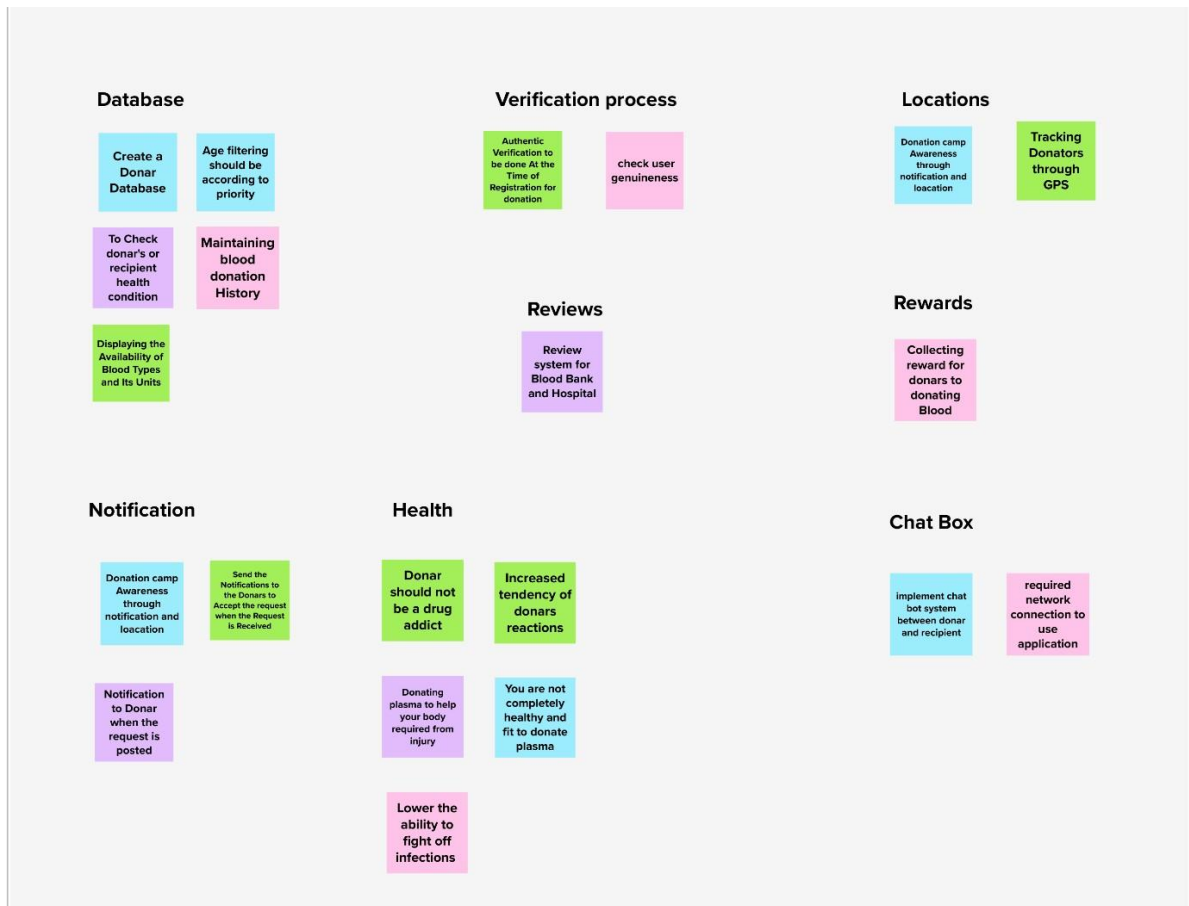 Database
Create a
Donar
Database
Age filtering
should be
according to
priority
To Check
donar's or
recipient
health
condition
Maintaining
blood
donation
History
Displaying the
Availability of
Blood Types
and Its Units
Verification process
Authentic
Verification to
be done At the
Time of
Registration for
donation
check user
genuineness
Locations
Donation camp
Awareness
through
notification and
loacation
Tracking
Donators
through
GPS
Reviews
Review
system for
Blood Bank
and Hospital
Rewards
Collecting
reward for
donars to
donating
Blood
Notification
Donation camp
Awareness
through
notification and
loacation
Send the
Notifications to
the Donars to
Accept the request
when the Request
is Received
Notification
to Donar
when the
request is
posted
Health
Donar
should not
be a drug
addict
Increased
tendency of
donars
reactions
Donating
plasma to help
your body
required from
injury
You are not
completely
healthy and
fit to donate
plasma
Lower the
ability to
fight off
infections
Chat Box
implement chat
bot system
between donar
and recipient
required
network
connection to
use
application